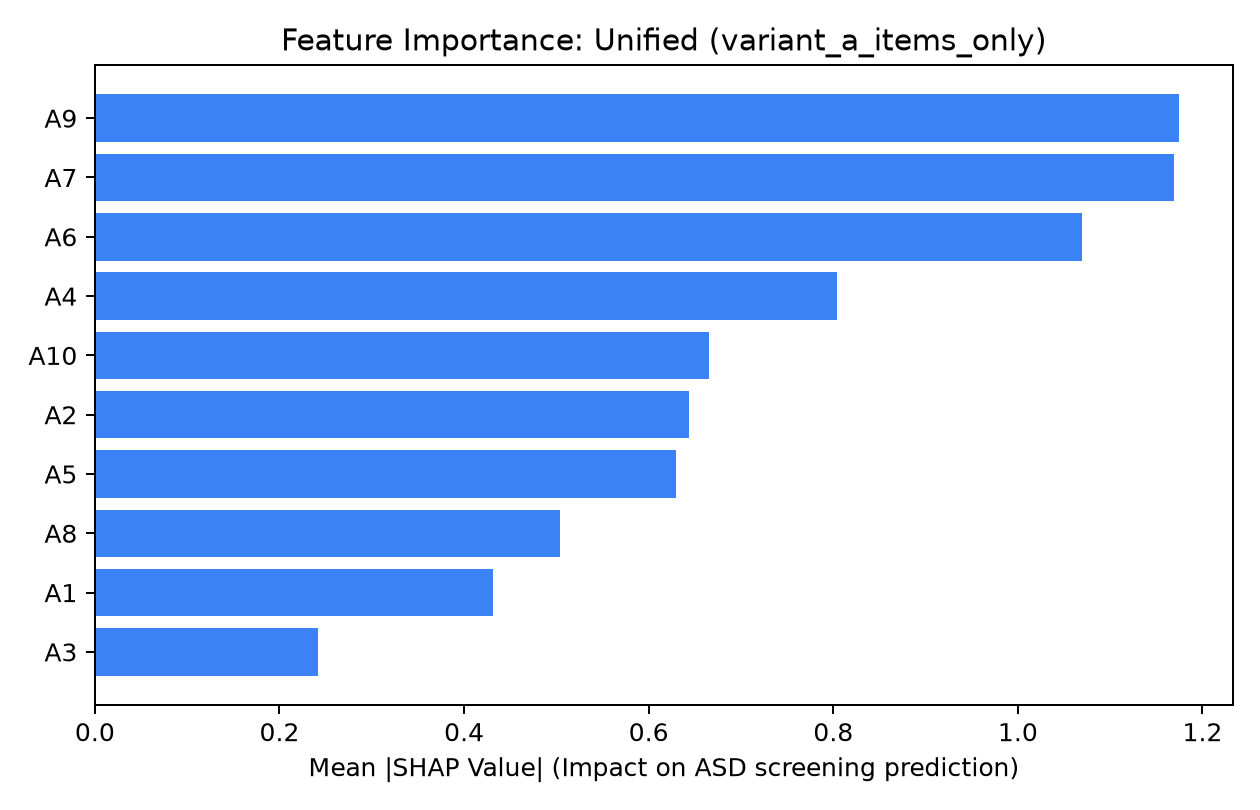 Feature Importance: Unified (variant_a_items_only)
A9
A7
A6
A4
A10
A2
A5
A8
A1
A3
0.0 0.2 0.4 0.6 0.8 1.0 1.2
Mean |SHAP Value| (Impact on ASD screening prediction)